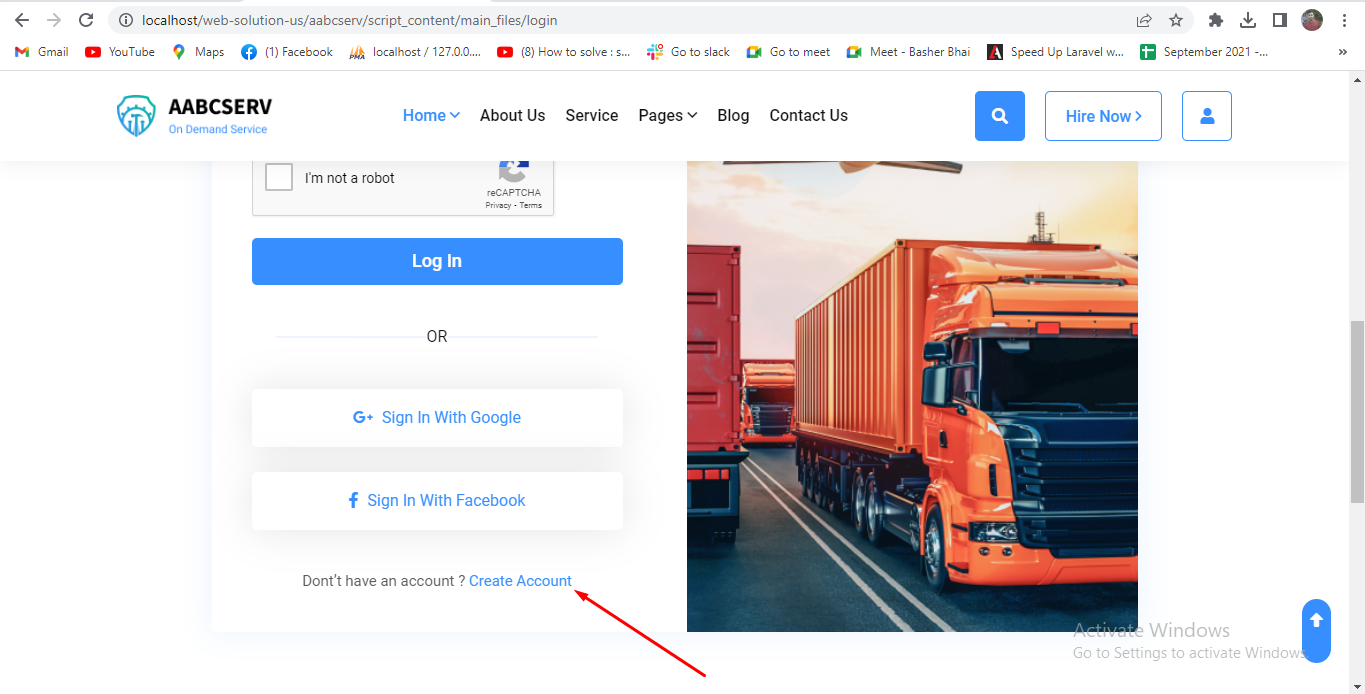 localhost/web-solution-us/aabcserv/script_content/main_files/login
Gmail YouTube Maps (1) Facebook localhost / 127.0.0.... (8) How to solve : s... Go to slack Go to meet Meet - Basher Bhai Speed Up Laravel w... September 2021 -... »
AABCSERV
On Demand Service
Home About Us Service Pages Blog Contact Us Hire Now
I'm not a robot
reCAPTCHA
Privacy - Terms
Log In
OR
G+ Sign In With Google
f Sign In With Facebook
Dont’t have an account ? Create Account
Activate Windows
Go to Settings to activate Windows.